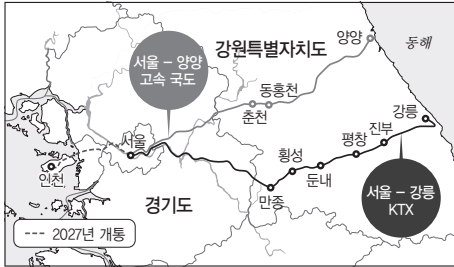 강원특별자치도
양양
동해
서울 – 양양
고속 국도
동홍천
춘천
강릉
서울
진부
평창
횡성
둔내
인천
만종
경기도
서울 – 강릉
KTX
2027년 개통